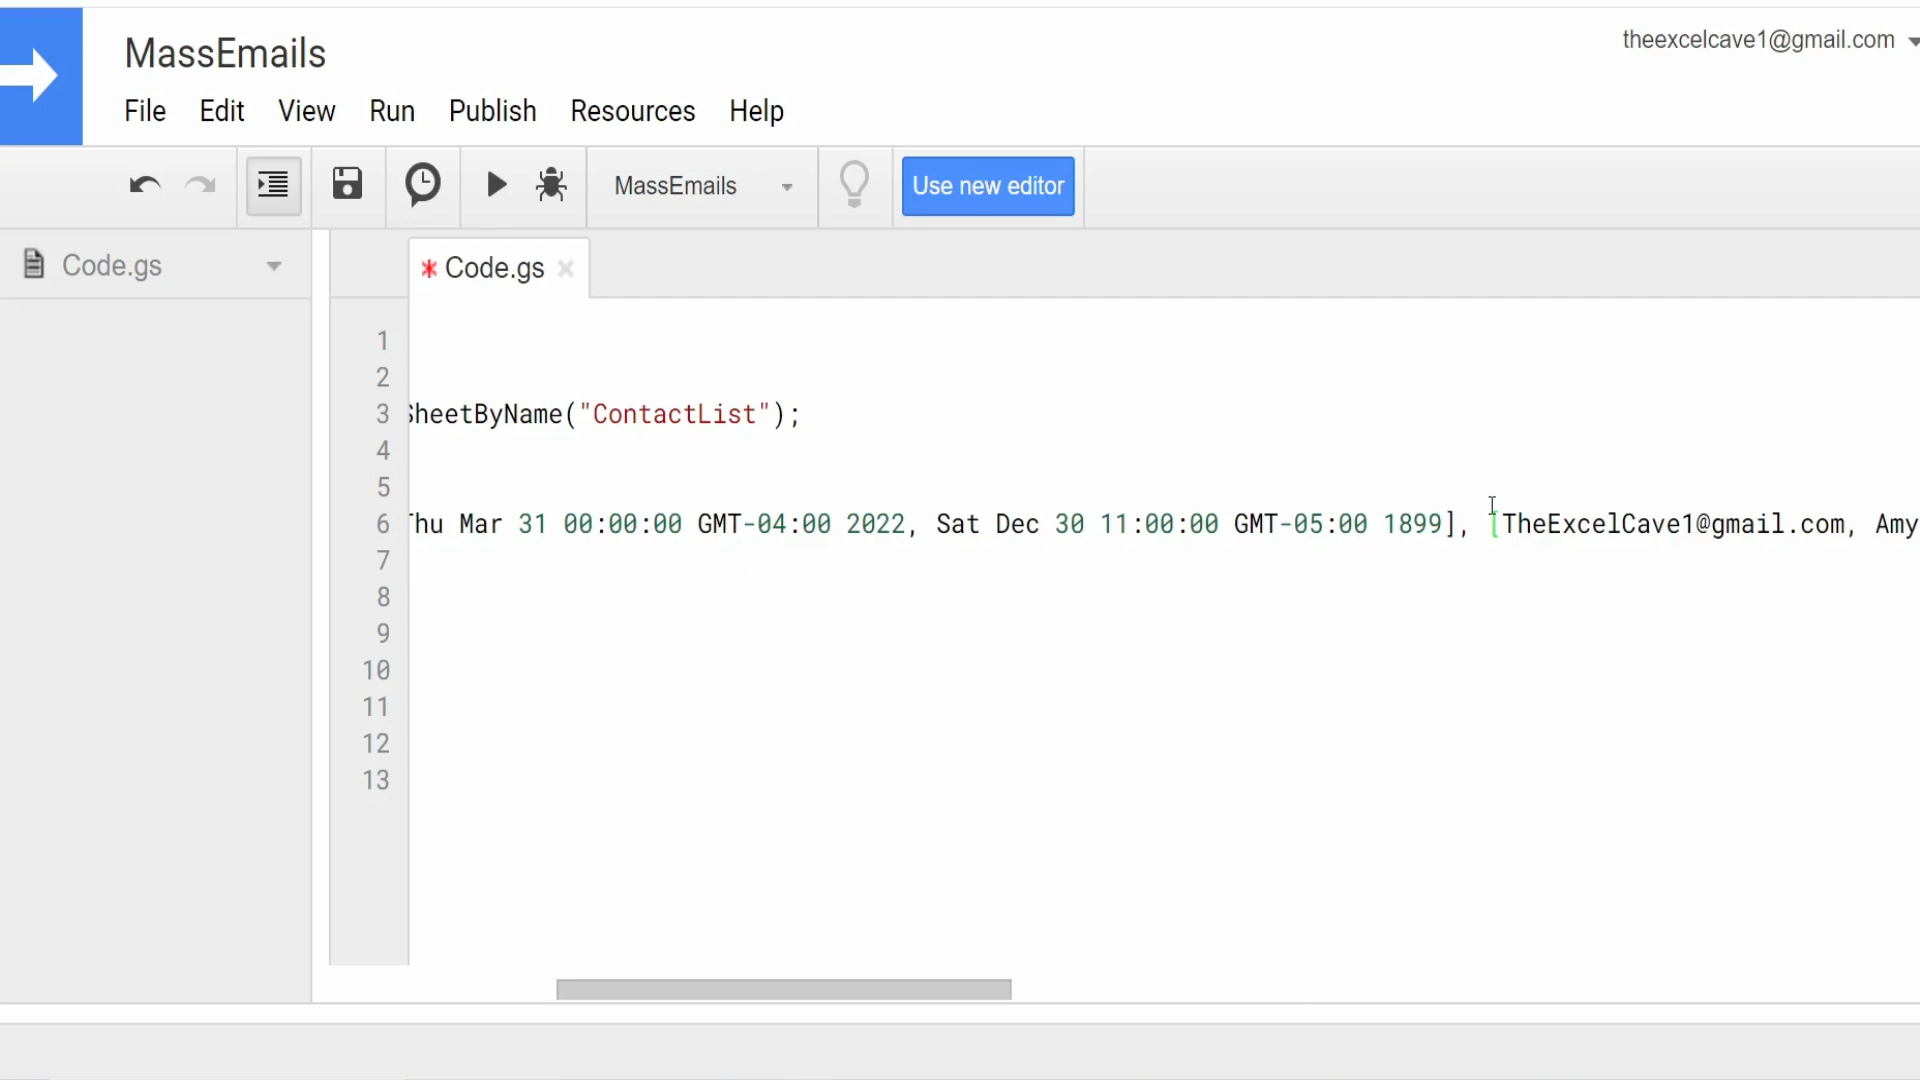 MassEmails
theexcelcave1@gmail.com
File Edit View Run Publish Resources Help
MassEmails
Use new editor
Code.gs
* Code.gs ×
1
2
3 SheetByName("ContactList");
4
5
6 Thu Mar 31 00:00:00 GMT-04:00 2022, Sat Dec 30 11:00:00 GMT-05:00 1899], [TheExcelCave1@gmail.com, Amy
7
8
9
10
11
12
13